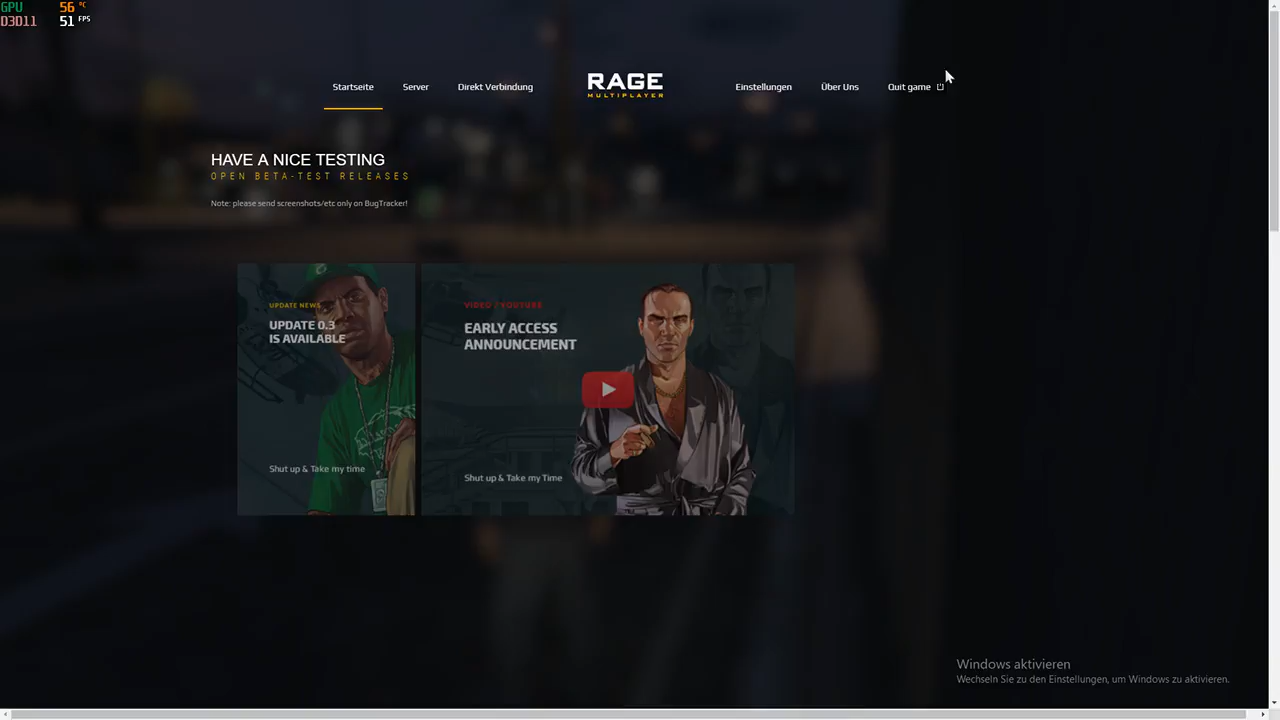 GPU 56 °C
D3D11 51 FPS
Startseite Server Direkt Verbindung RAGE MULTIPLAYER Einstellungen Über Uns Quit game
HAVE A NICE TESTING
OPEN BETA-TEST RELEASES
Note: please send screenshots/etc only on BugTracker!
UPDATE NEWS
UPDATE 0.3
IS AVAILABLE
Shut up & Take my time
VIDEO / YOUTUBE
EARLY ACCESS
ANNOUNCEMENT
Shut up & Take my Time
Windows aktivieren
Wechseln Sie zu den Einstellungen, um Windows zu aktivieren.